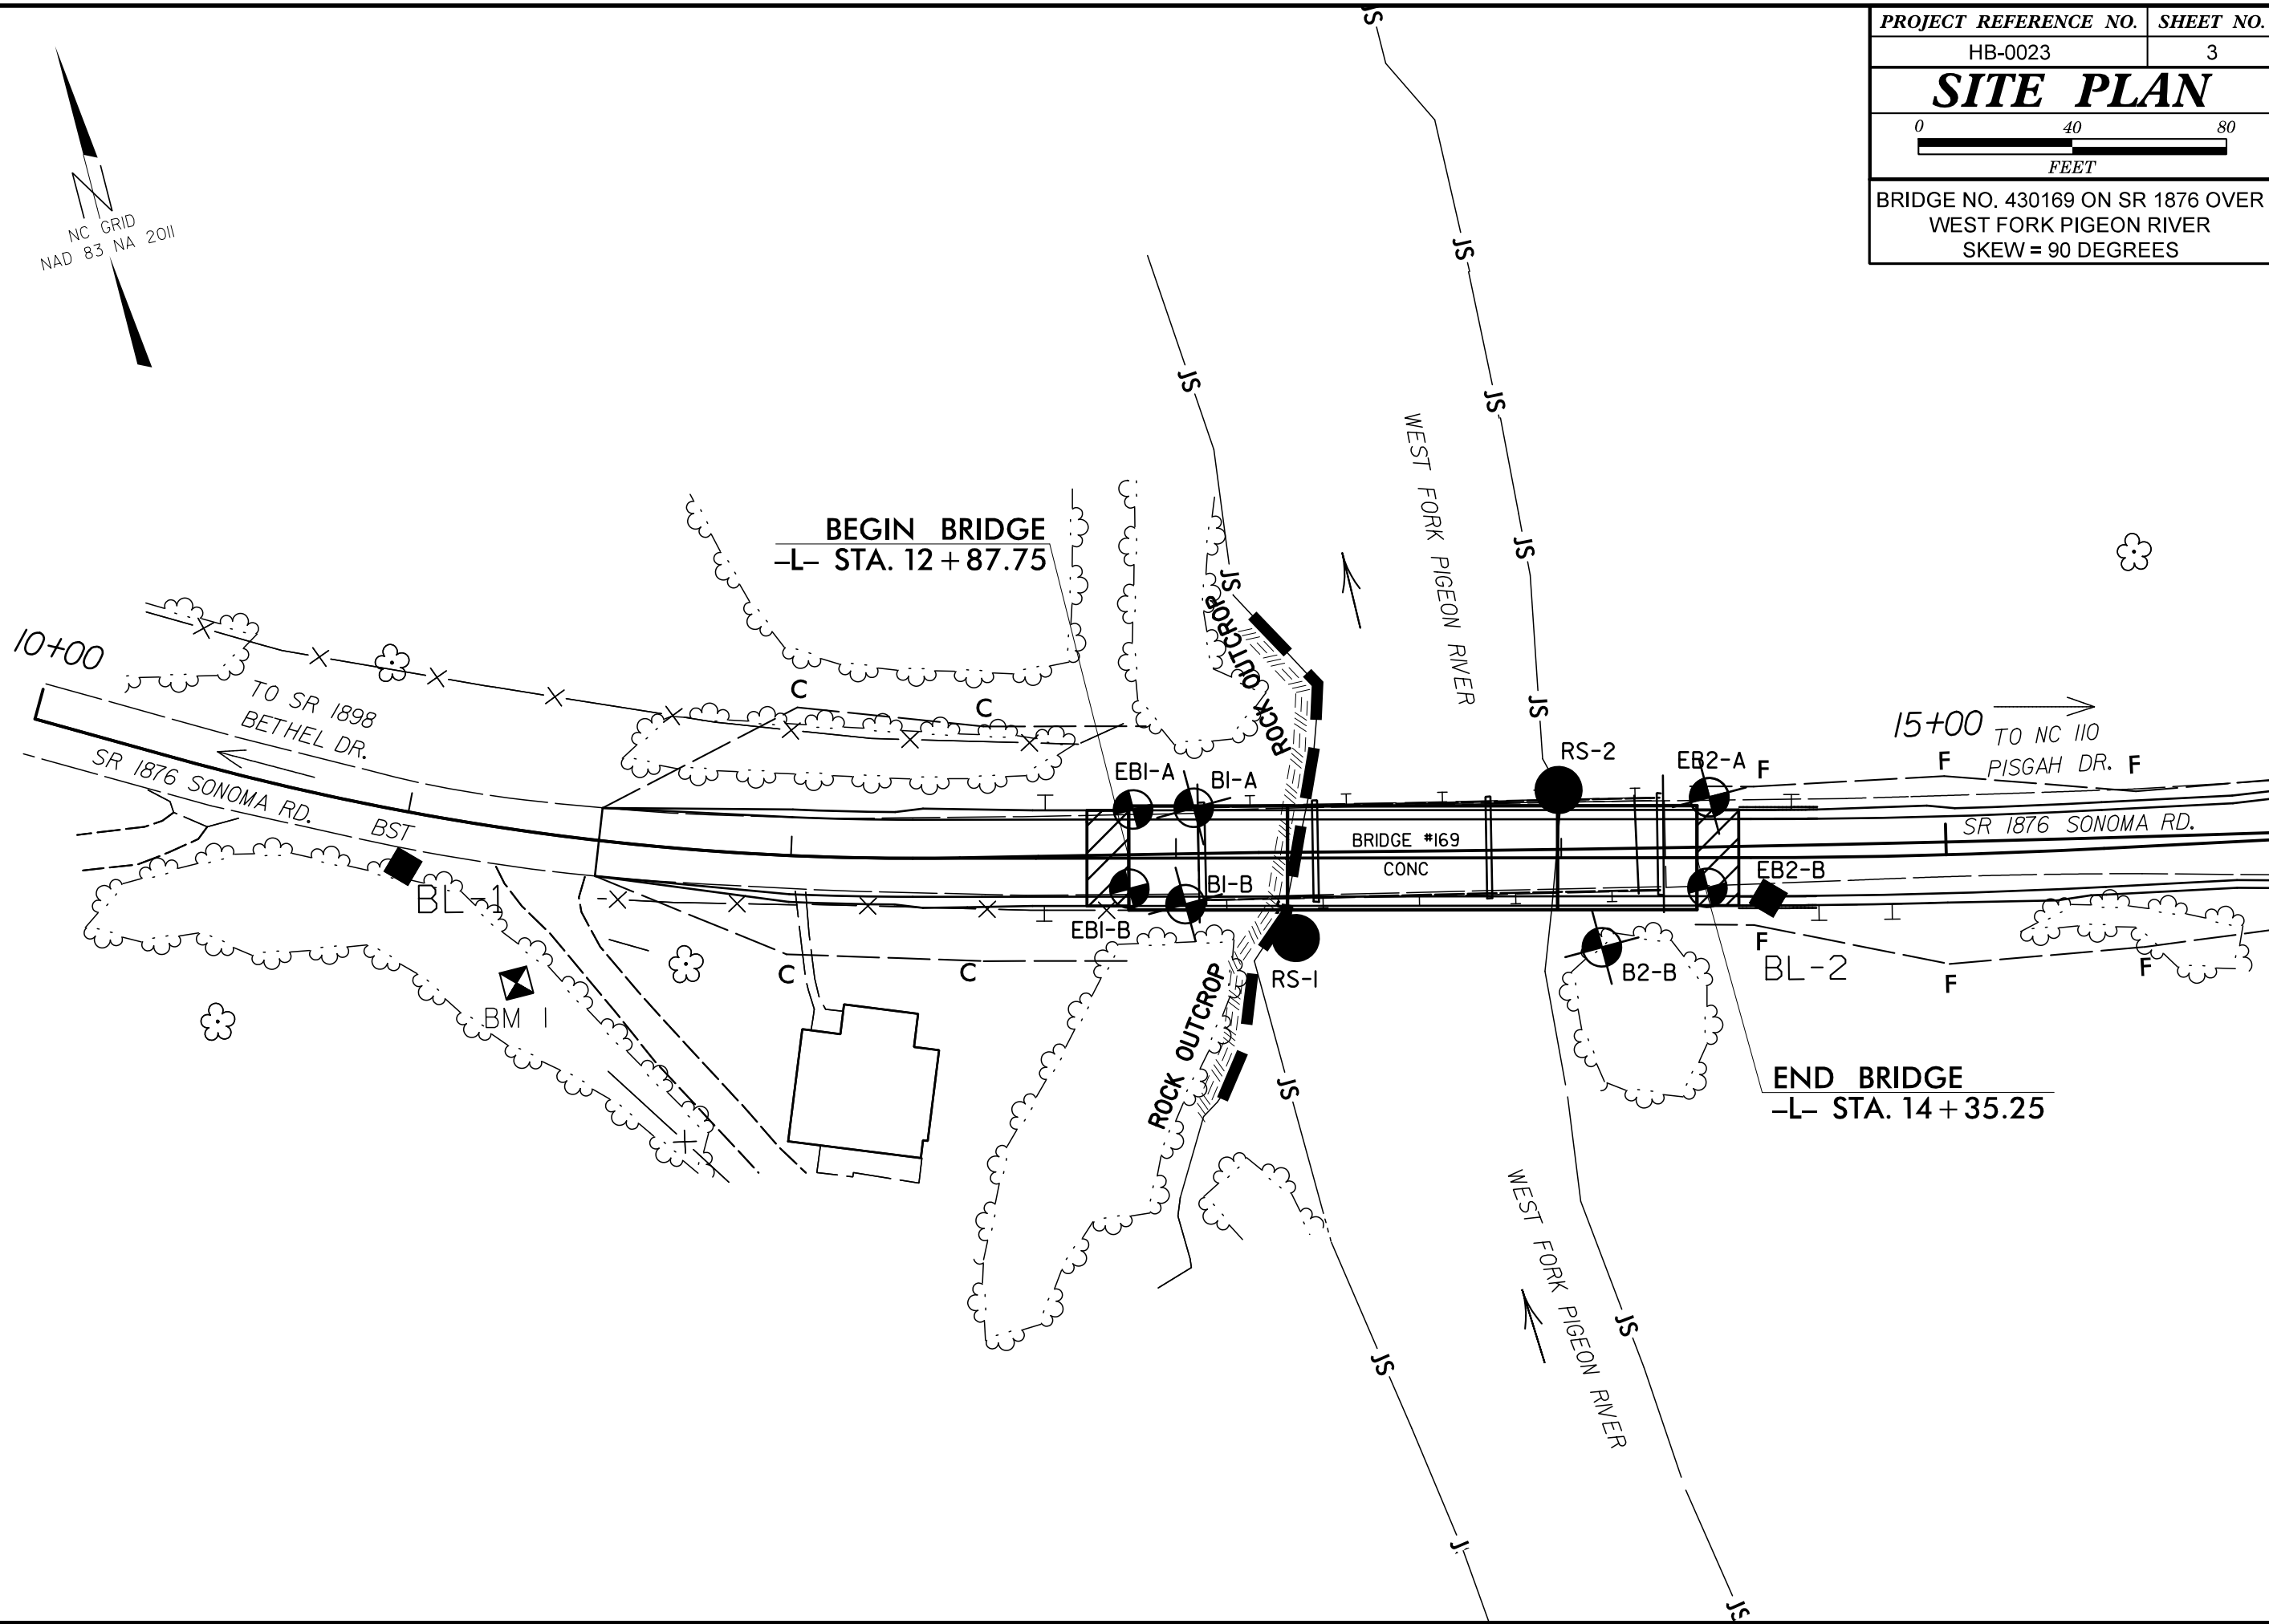 PROJECT REFERENCE NO. SHEET NO.
HB-0023 3
SITE PLAN
0 40 80
FEET
BRIDGE NO. 430169 ON SR 1876 OVER
WEST FORK PIGEON RIVER
SKEW = 90 DEGREES
N
NC GRID
NAD 83 NA 2011
JS
JS
JS
JS
JS
JS
JS
WEST FORK PIGEON RIVER
BEGIN BRIDGE
-L- STA. 12+87.75
ROCK OUTCROP
10+00
TO SR 1898
BETHEL DR.
SR 1876 SONOMA RD.
BST
C
C
EB1-A
B1-A
RS-2
EB2-A
F
F
F
15+00
TO NC 110
PISGAH DR.
SR 1876 SONOMA RD.
BRIDGE #169
CONC
BL-1
EB1-B
B1-B
RS-1
EB2-B
B2-B
BL-2
F
F
F
C
C
BM 1
ROCK OUTCROP
END BRIDGE
-L- STA. 14+35.25
JS
WEST FORK PIGEON RIVER
JS
JS
JS